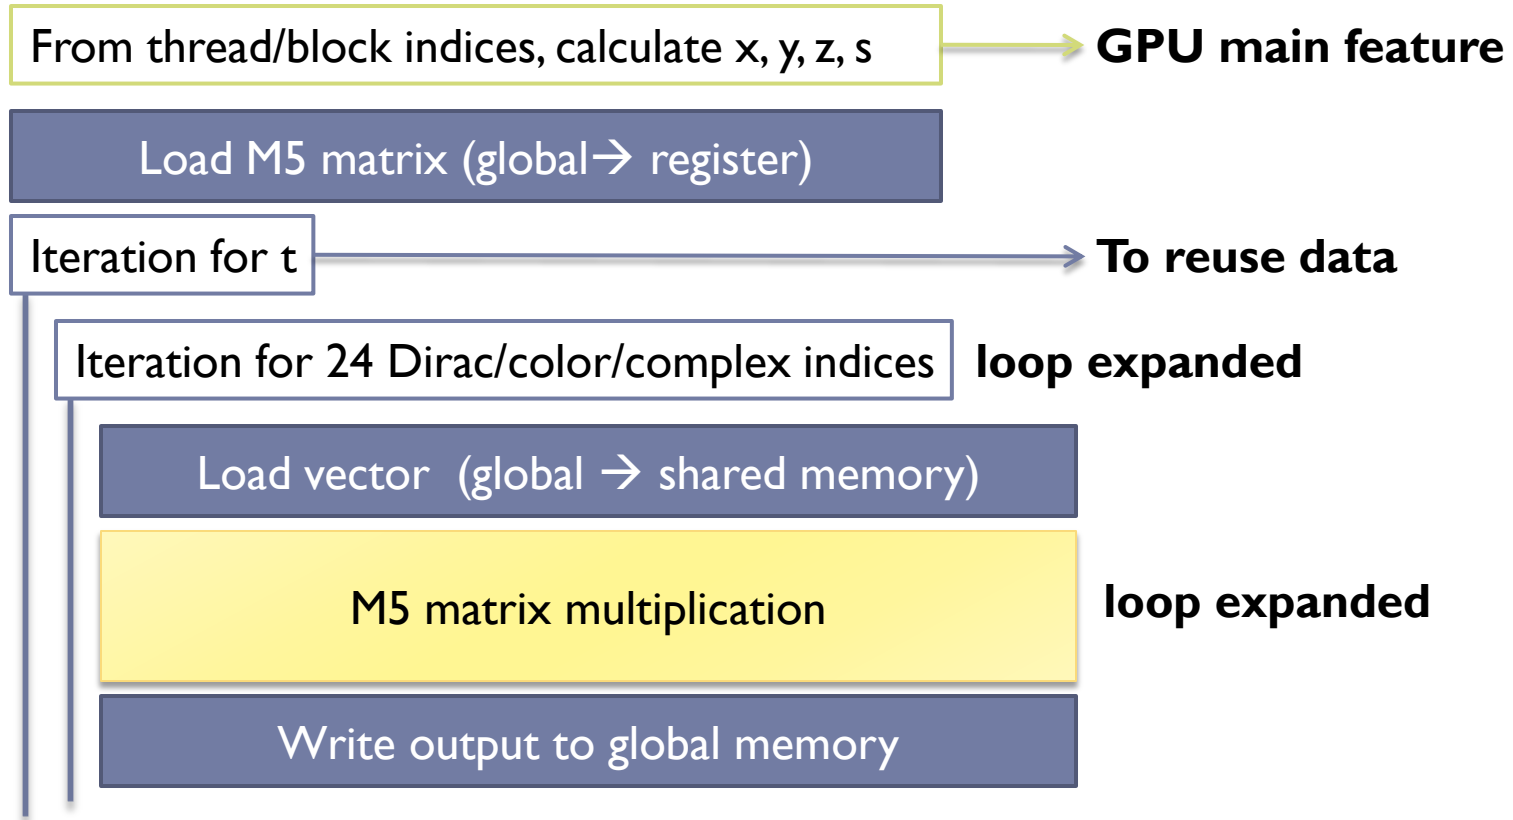 From thread/block indices, calculate x, y, z, s
GPU main feature
Load M5 matrix (global→ register)
Iteration for t
To reuse data
Iteration for 24 Dirac/color/complex indices
loop expanded
Load vector (global → shared memory)
M5 matrix multiplication
loop expanded
Write output to global memory